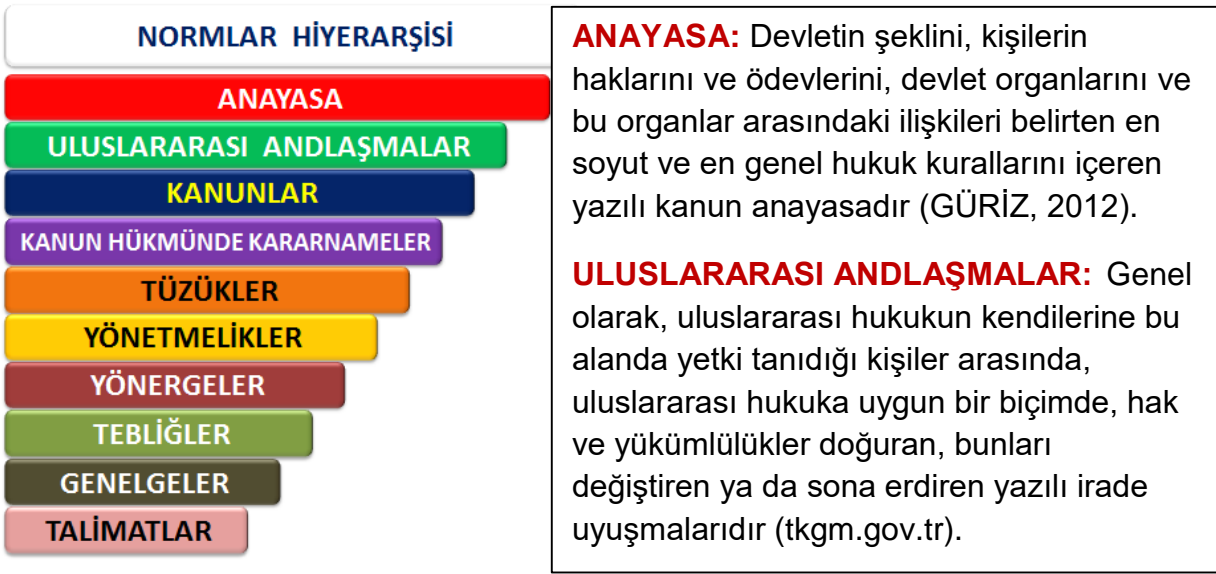 NORMLAR HİYERARŞİSİ
ANAYASA
ULUSLARARASI ANDLAŞMALAR
KANUNLAR
KANUN HÜKMÜNDE KARARNAMELER
TÜZÜKLER
YÖNETMELİKLER
YÖNERGELER
TEBLİĞLER
GENELGELER
TALİMATLAR
ANAYASA: Devletin şeklini, kişilerin
haklarını ve ödevlerini, devlet organlarını ve
bu organlar arasındaki ilişkileri belirten en
soyut ve en genel hukuk kurallarını içeren
yazılı kanun anayasadır (GÜRİZ, 2012).
ULUSLARARASI ANDLAŞMALAR: Genel
olarak, uluslararası hukukun kendilerine bu
alanda yetki tanıdığı kişiler arasında,
uluslararası hukuka uygun bir biçimde, hak
ve yükümlülükler doğuran, bunları
değiştiren ya da sona erdiren yazılı irade
uyuşmalarıdır (tkgm.gov.tr).